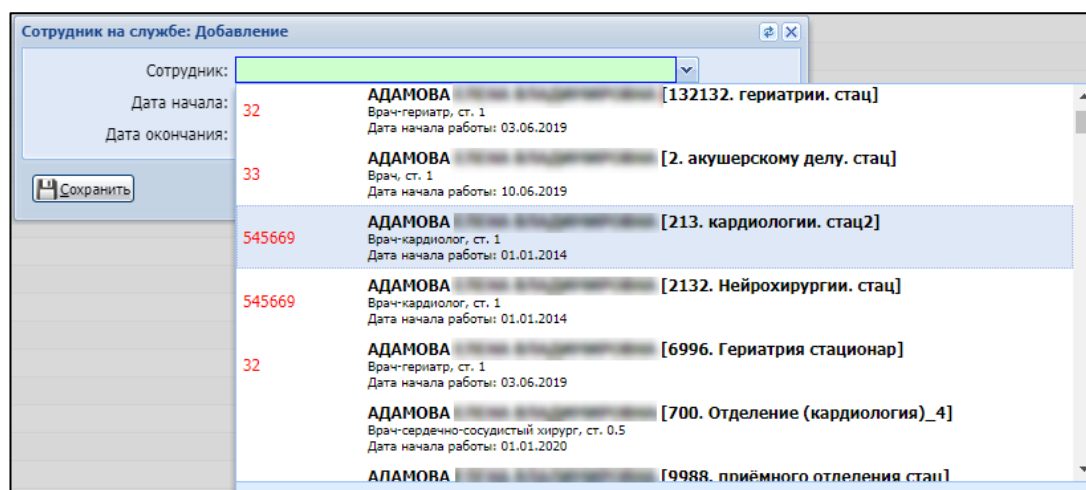 Сотрудник на службе: Добавление
Сотрудник:
Дата начала:
Дата окончания:
Сохранить
32
АДАМОВА [132132. гериатрии. стац]
Врач-гериатр, ст. 1
Дата начала работы: 03.06.2019
33
АДАМОВА [2. акушерскому делу. стац]
Врач, ст. 1
Дата начала работы: 10.06.2019
545669
АДАМОВА [213. кардиологии. стац2]
Врач-кардиолог, ст. 1
Дата начала работы: 01.01.2014
545669
АДАМОВА [2132. Нейрохирургии. стац]
Врач-кардиолог, ст. 1
Дата начала работы: 01.01.2014
32
АДАМОВА [6996. Гериатрия стационар]
Врач-гериатр, ст. 1
Дата начала работы: 03.06.2019
АДАМОВА [700. Отделение (кардиология)_4]
Врач-сердечно-сосудистый хирург, ст. 0.5
Дата начала работы: 01.01.2020
АДАМОВА [9988. приёмного отделения стац]